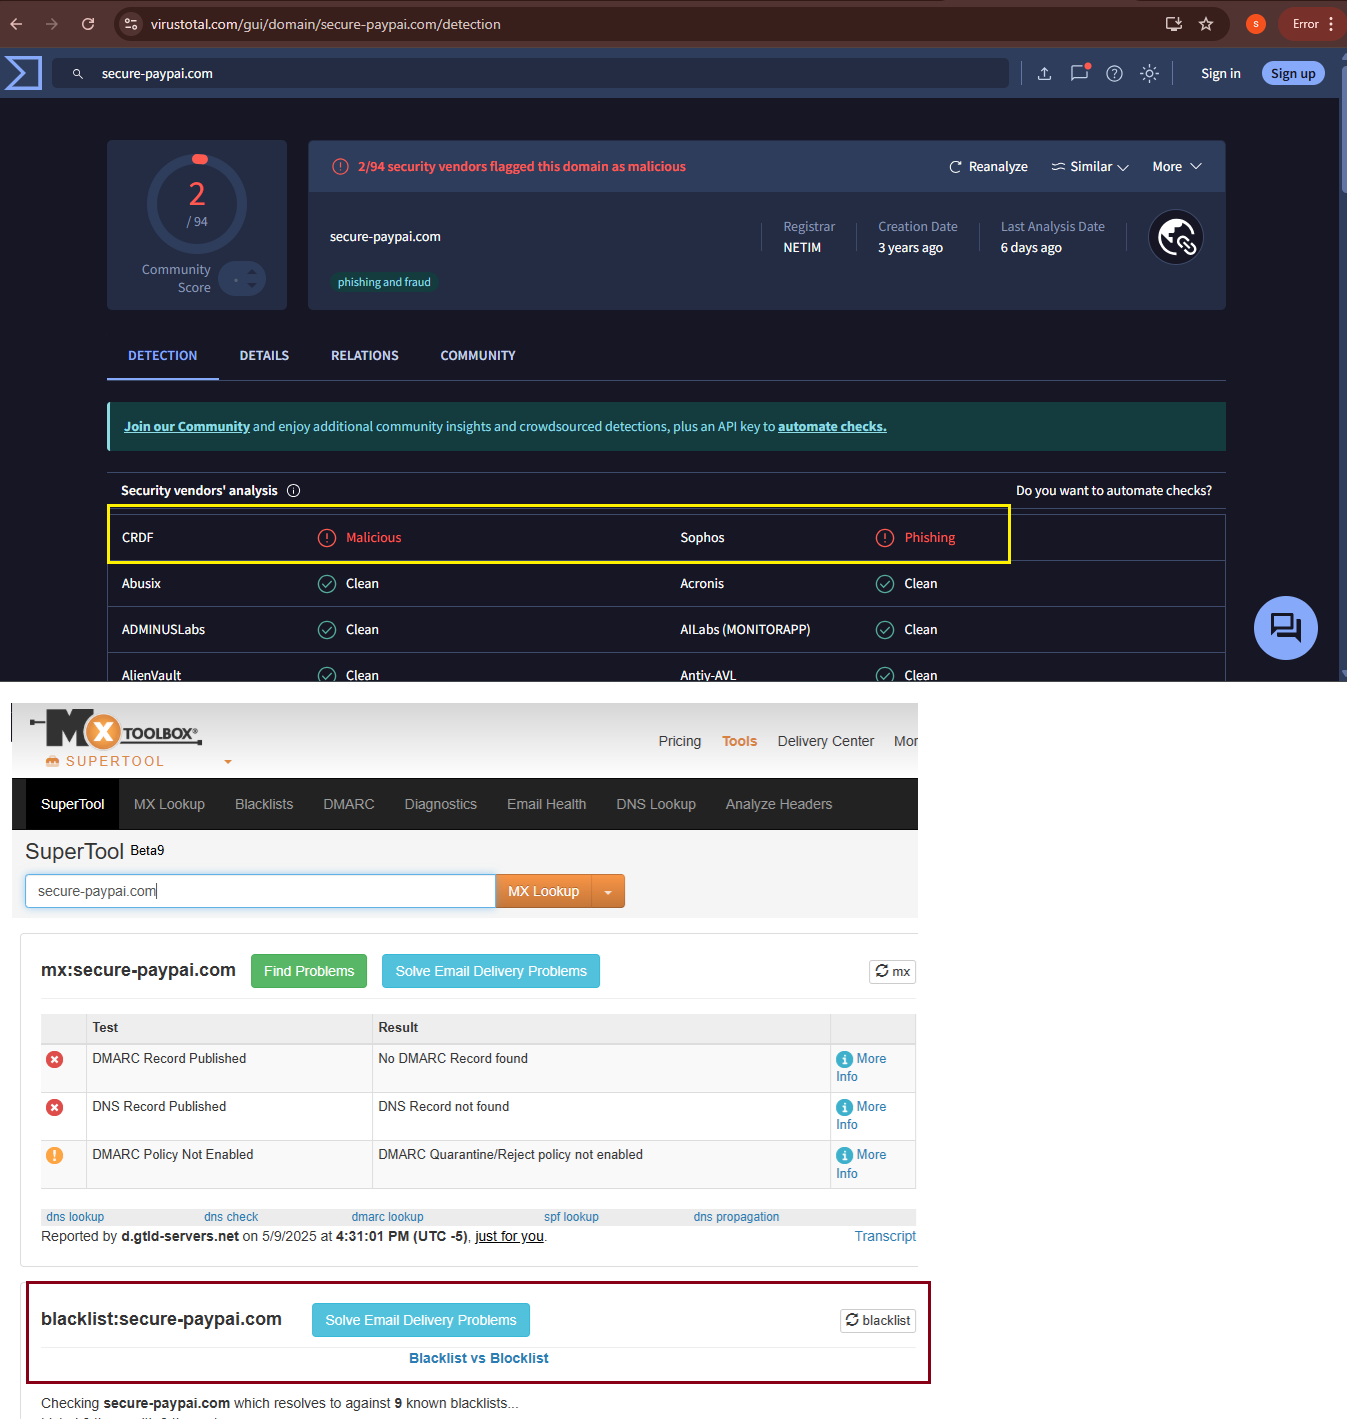 virustotal.com/gui/domain/secure-paypai.com/detection
S
Error
secure-paypai.com
Sign in
Sign up
2
/ 94
Community Score
2/94 security vendors flagged this domain as malicious
Reanalyze
Similar
More
secure-paypai.com
phishing and fraud
Registrar
NETIM
Creation Date
3 years ago
Last Analysis Date
6 days ago
DETECTION
DETAILS
RELATIONS
COMMUNITY
Join our Community and enjoy additional community insights and crowdsourced detections, plus an API key to automate checks.
Security vendors' analysis
Do you want to automate checks?
CRDF Malicious Sophos Phishing
Abusix Clean Acronis Clean
ADMINUSLabs Clean AILabs (MONITORAPP) Clean
AlienVault Clean Antiy-AVL Clean
MX TOOLBOX®
SUPERTOOL
Pricing Tools Delivery Center Mor
SuperTool MX Lookup Blacklists DMARC Diagnostics Email Health DNS Lookup Analyze Headers
SuperTool Beta9
secure-paypai.com MX Lookup
mx:secure-paypai.com Find Problems Solve Email Delivery Problems mx
Test Result
DMARC Record Published No DMARC Record found More Info
DNS Record Published DNS Record not found More Info
DMARC Policy Not Enabled DMARC Quarantine/Reject policy not enabled More Info
dns lookup dns check dmarc lookup spf lookup dns propagation
Reported by d.gtld-servers.net on 5/9/2025 at 4:31:01 PM (UTC -5), just for you. Transcript
blacklist:secure-paypai.com Solve Email Delivery Problems blacklist
Blacklist vs Blocklist
Checking secure-paypai.com which resolves to against 9 known blacklists...